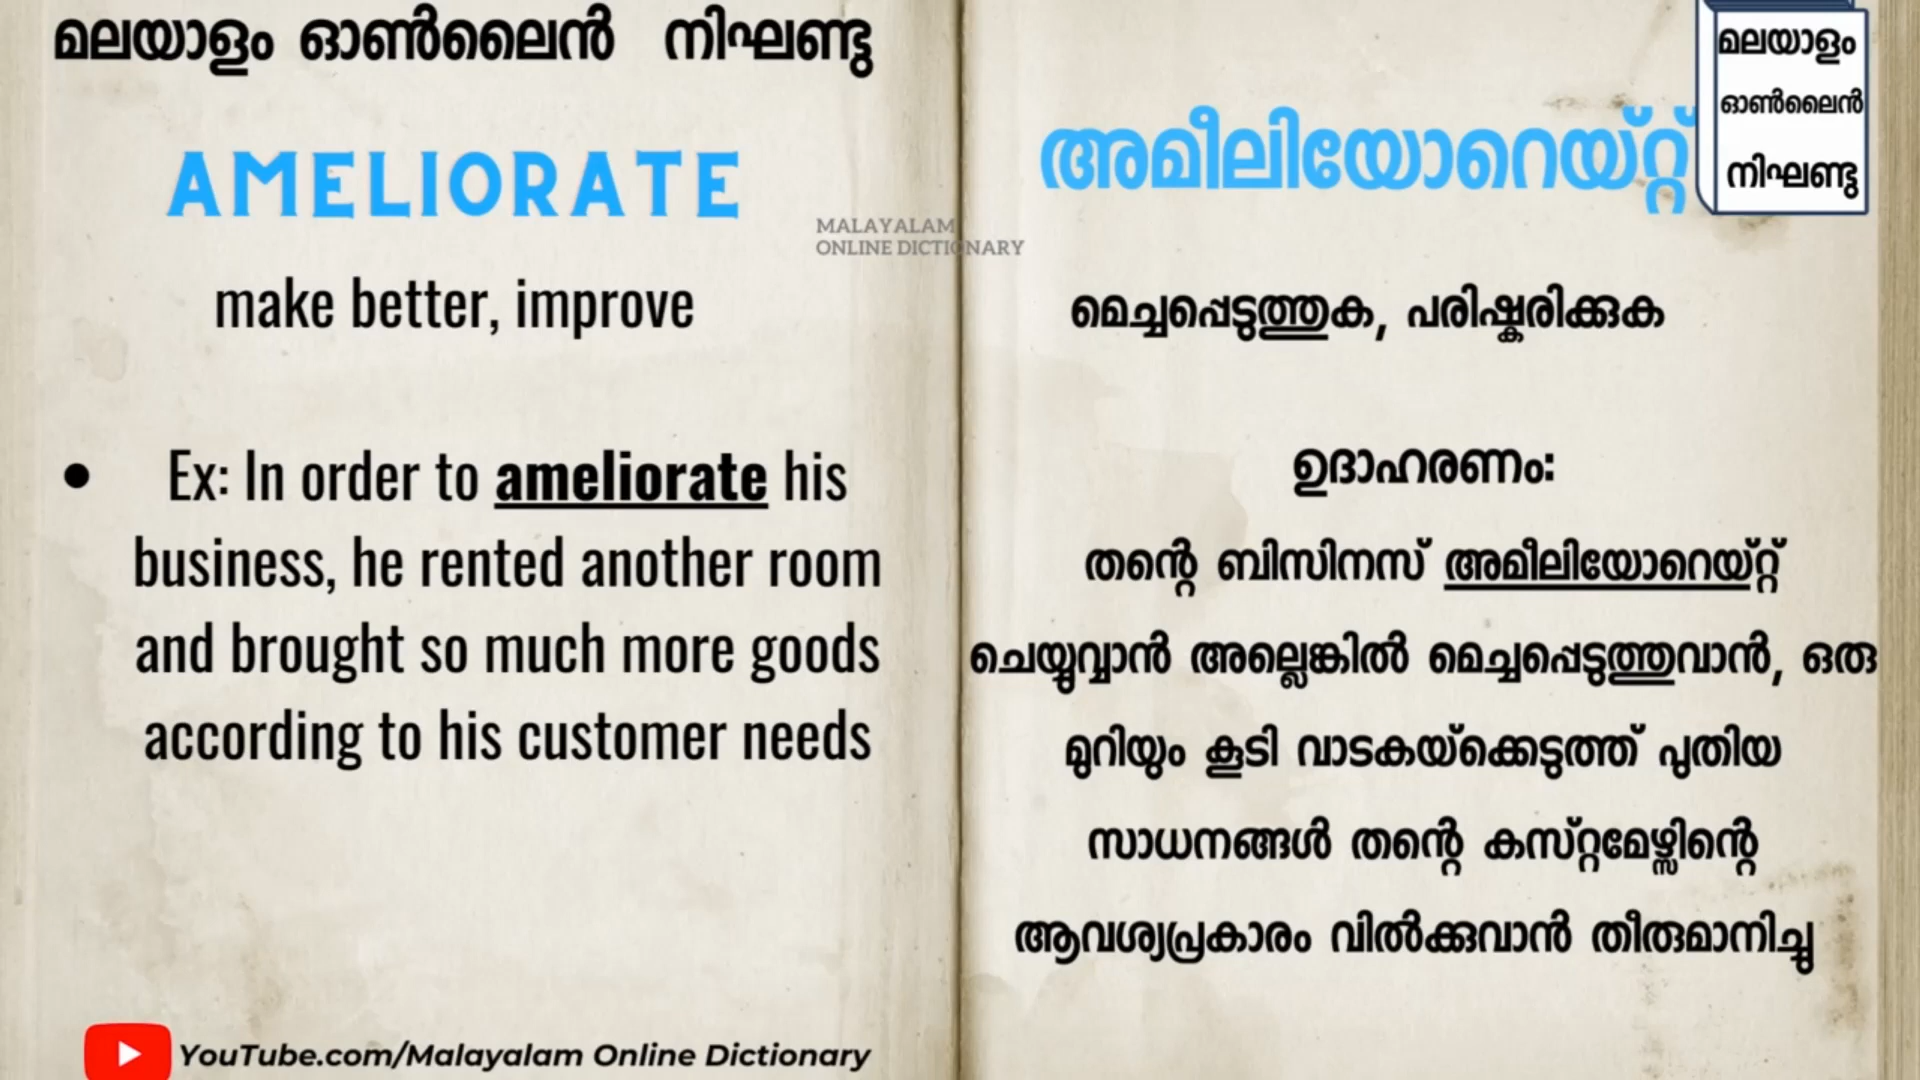 മലയാളം ഓൺലൈൻ നിഘണ്ടു
AMELIORATE
make better, improve
• Ex: In order to ameliorate his
business, he rented another room
and brought so much more goods
according to his customer needs
YouTube.com/Malayalam Online Dictionary
MALAYALAM
ONLINE DICTIONARY
അമീലിയോറെയ്റ്റ്
മലയാളം
ഓൺലൈൻ
നിഘണ്ടു
മെച്ചപ്പെടുത്തുക, പരിഷ്കരിക്കുക
ഉദാഹരണം:
തന്റെ ബിസിനസ് അമീലിയോറെയ്റ്റ്
ചെയ്യുവ്വാൻ അല്ലെങ്കിൽ മെച്ചപ്പെടുത്തുവാൻ, ഒരു
മുറിയും കൂടി വാടകയ്ക്കെടുത്ത് പുതിയ
സാധനങ്ങൾ തന്റെ കസ്റ്റമേഴ്സിന്റെ
ആവശ്യപ്രകാരം വിൽക്കുവാൻ തീരുമാനിച്ചു